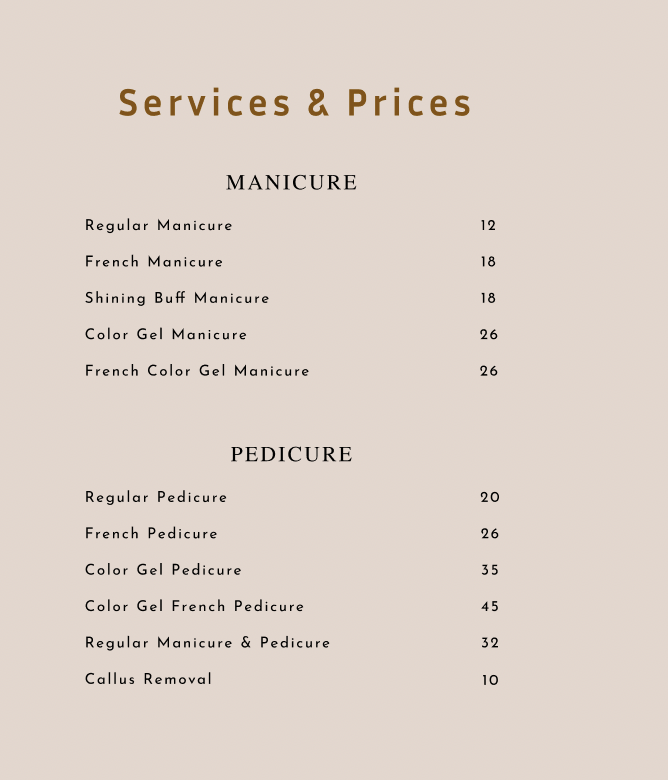 Services & Prices
MANICURE
Regular Manicure 12
French Manicure 18
Shining Buff Manicure 18
Color Gel Manicure 26
French Color Gel Manicure 26
PEDICURE
Regular Pedicure 20
French Pedicure 26
Color Gel Pedicure 35
Color Gel French Pedicure 45
Regular Manicure & Pedicure 32
Callus Removal 10